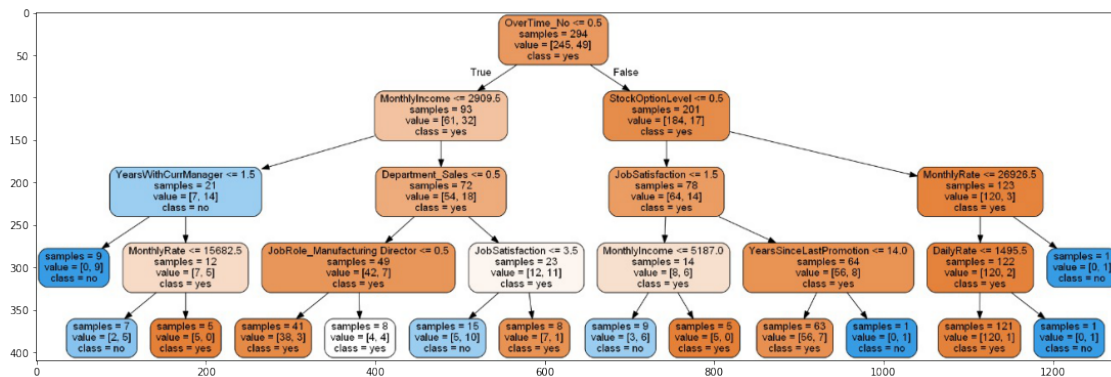 0
50
100
150
200
250
300
350
400
OverTime_No <= 0.5
samples = 294
value = [245, 49]
class = yes
True
False
MonthlyIncome <= 2909.5
samples = 93
value = [61, 32]
class = yes
StockOptionLevel <= 0.5
samples = 201
value = [184, 17]
class = yes
YearsWithCurrManager <= 1.5
samples = 21
value = [7, 14]
class = no
Department_Sales <= 0.5
samples = 72
value = [54, 18]
class = yes
JobSatisfaction <= 1.5
samples = 78
value = [64, 14]
class = yes
MonthlyRate <= 26926.5
samples = 123
value = [120, 3]
class = yes
samples = 9
value = [0, 9]
class = no
MonthlyRate <= 15682.5
samples = 12
value = [7, 5]
class = yes
JobRole_Manufacturing Director <= 0.5
samples = 49
value = [42, 7]
class = yes
JobSatisfaction <= 3.5
samples = 23
value = [12, 11]
class = yes
MonthlyIncome <= 5187.0
samples = 14
value = [8, 6]
class = yes
YearsSinceLastPromotion <= 14.0
samples = 64
value = [56, 8]
class = yes
DailyRate <= 1495.5
samples = 122
value = [120, 2]
class = yes
samples = 1
value = [0, 1]
class = no
samples = 7
value = [2, 5]
class = no
samples = 5
value = [5, 0]
class = yes
samples = 41
value = [38, 3]
class = yes
samples = 8
value = [4, 4]
class = yes
samples = 15
value = [5, 10]
class = no
samples = 8
value = [7, 1]
class = yes
samples = 9
value = [3, 6]
class = no
samples = 5
value = [5, 0]
class = yes
samples = 63
value = [56, 7]
class = yes
samples = 1
value = [0, 1]
class = no
samples = 121
value = [120, 1]
class = yes
samples = 1
value = [0, 1]
class = no
0 200 400 600 800 1000 1200